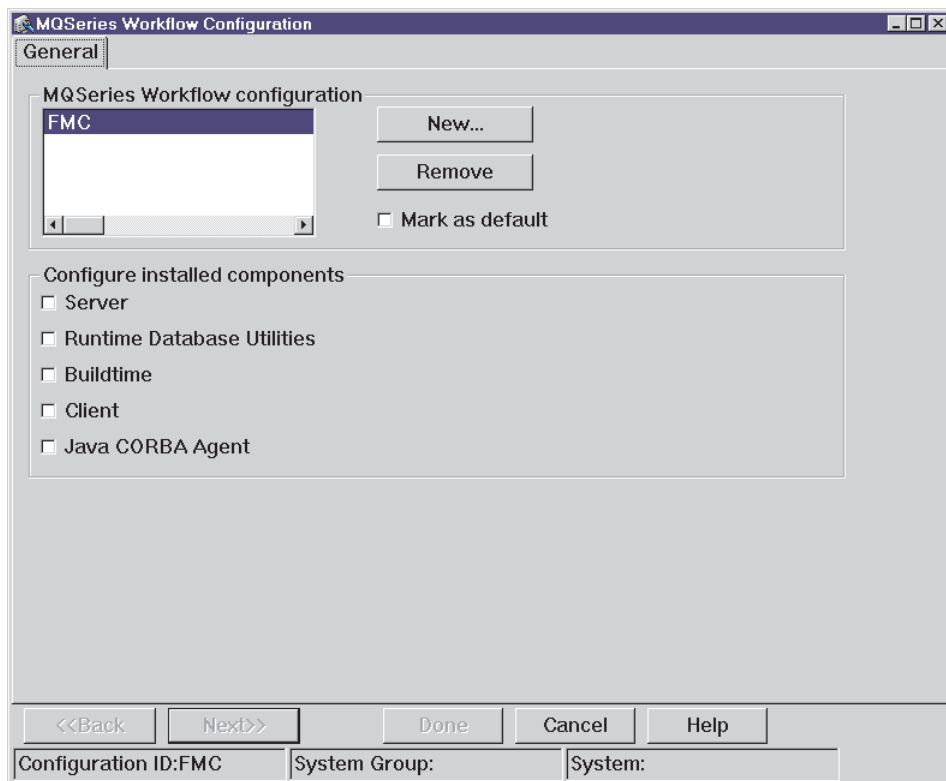 MQSeries Workflow Configuration
General
MQSeries Workflow configuration
FMC
New...
Remove
Mark as default
Configure installed components
Server
Runtime Database Utilities
Buildtime
Client
Java CORBA Agent
<<Back Next>> Done Cancel Help
Configuration ID:FMC System Group: System: